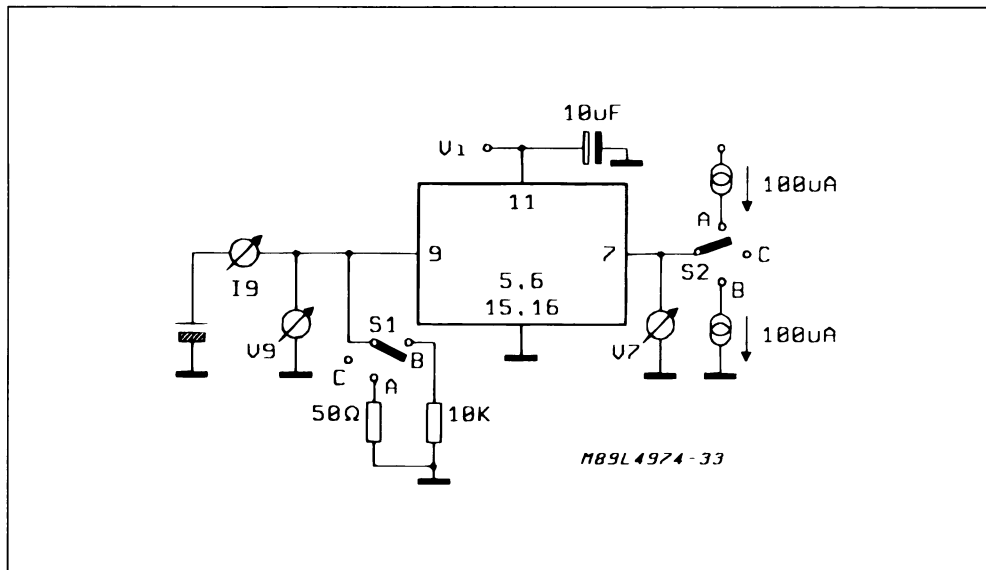 10uF
Vi
100uA
11
A
9
7
C
S2
I9
5.6
B
15.16
S1
V9
B
V7
100uA
C
A
50Ω
10K
M89L4974-33